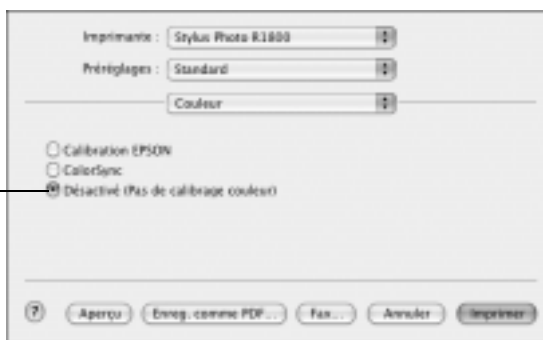 Imprimante : Stylus Photo R1800
Préréglages : Standard
Couleur
Calibration EPSON
ColorSync
Désactivé (Pas de calibrage couleur)
? Aperçu Enreg. comme PDF... Fax... Annuler Imprimer